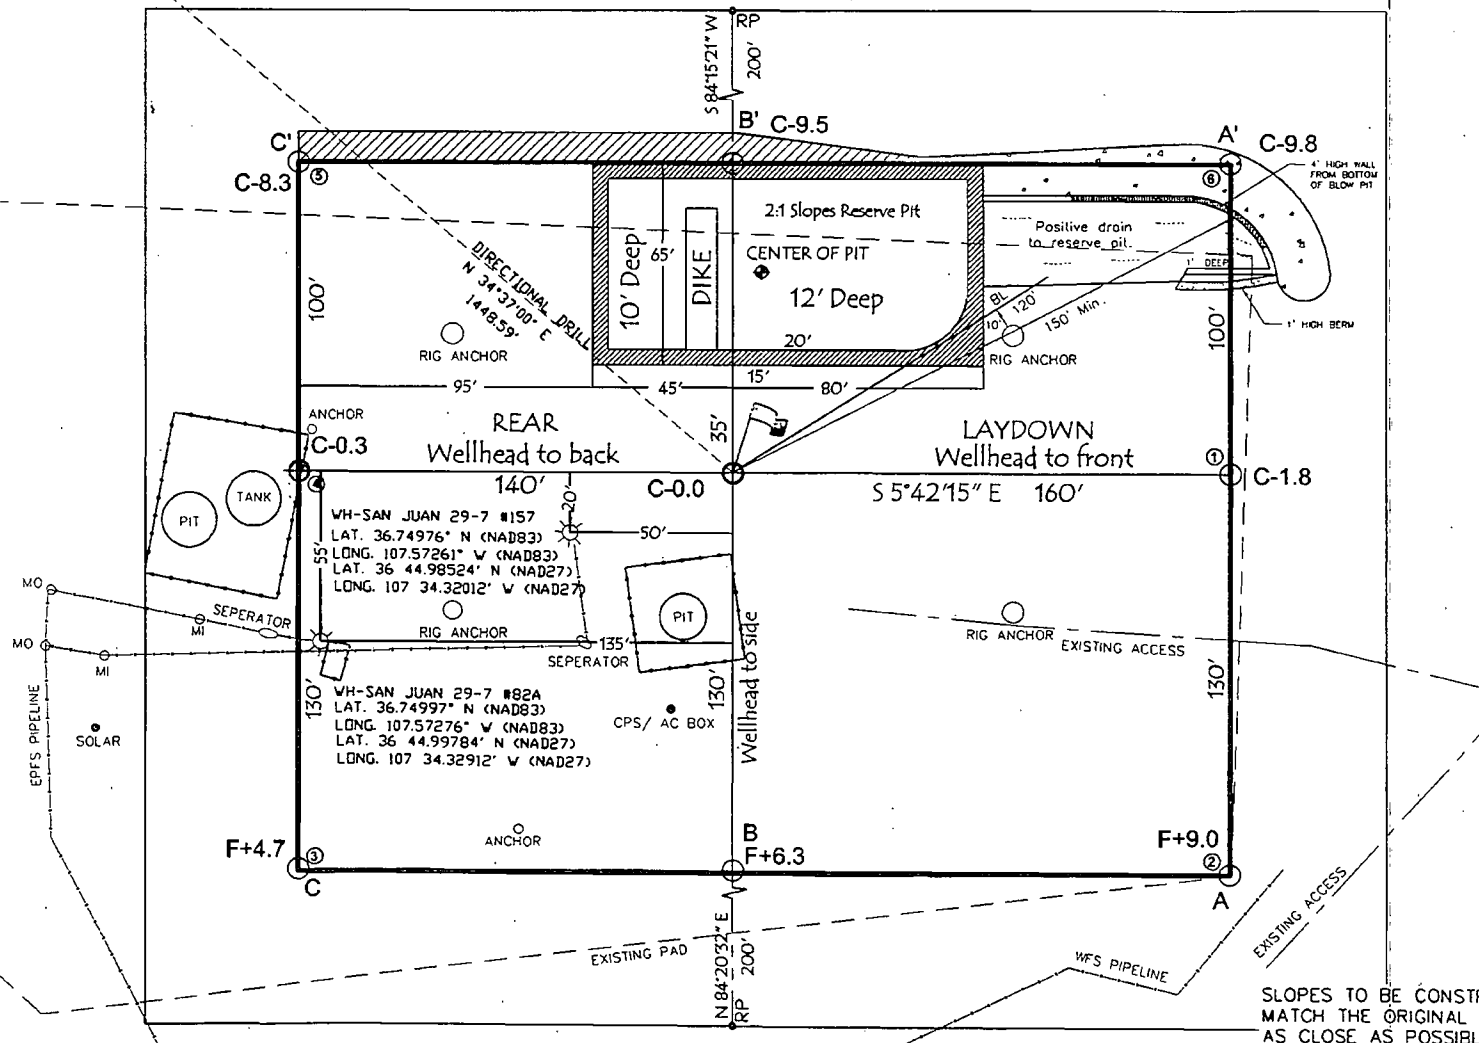 RP
S 84°15'21" W
200'
B'
C-9.5
C'
C-8.3
⑤
A'
C-9.8
⑥
4' HIGH WALL
FROM BOTTOM
OF BLOW PIT
2:1 Slopes Reserve Pit
Positive drain
to reserve pit.
1' DEEP
65'
10' Deep
DIKE
CENTER OF PIT
12' Deep
20'
DIRECTIONAL DRILL
N 34°37'00" E
1448.59'
100'
RIG ANCHOR
BL
120'
10'
150' Min.
RIG ANCHOR
100'
1' HIGH BERM
95'
45'
15'
80'
ANCHOR
C-0.3
④
REAR
Wellhead to back
140'
35'
C-0.0
LAYDOWN
Wellhead to front
S 5°42'15" E 160'
①
C-1.8
TANK
PIT
20'
50'
55'
WH-SAN JUAN 29-7 #157
LAT. 36.74976° N (NAD83)
LONG. 107.57261° W (NAD83)
LAT. 36 44.98524' N (NAD27)
LONG. 107 34.32012' W (NAD27)
MO
SEPERATOR
MI
RIG ANCHOR
PIT
135'
SEPERATOR
Wellhead to side
130'
RIG ANCHOR
EXISTING ACCESS
MO
MI
EPFS PIPELINE
SOLAR
130'
WH-SAN JUAN 29-7 #82A
LAT. 36.74997° N (NAD83)
LONG. 107.57276° W (NAD83)
LAT. 36 44.99784' N (NAD27)
LONG. 107 34.32912' W (NAD27)
CPS/ AC BOX
130'
ANCHOR
F+4.7
③
C
B
F+6.3
F+9.0
②
A
EXISTING PAD
N 84°20'32" E
200'
RP
WFS PIPELINE
EXISTING ACCESS
SLOPES TO BE CONSTR
MATCH THE ORIGINAL
AS CLOSE AS POSSIBL